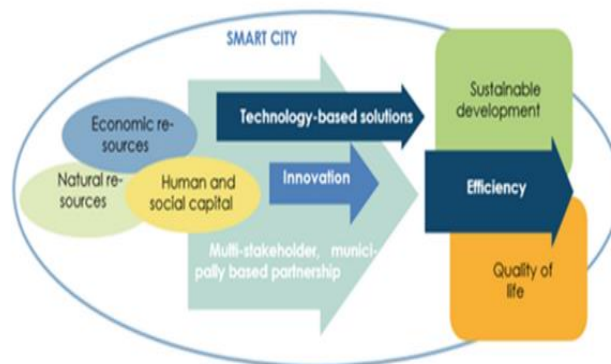 SMART CITY
Economic re-
sources
Natural re-
sources
Human and
social capital
Technology-based solutions
Innovation
Multi-stakeholder, munici-
pally based partnership
Sustainable
development
Efficiency
Quality of
life